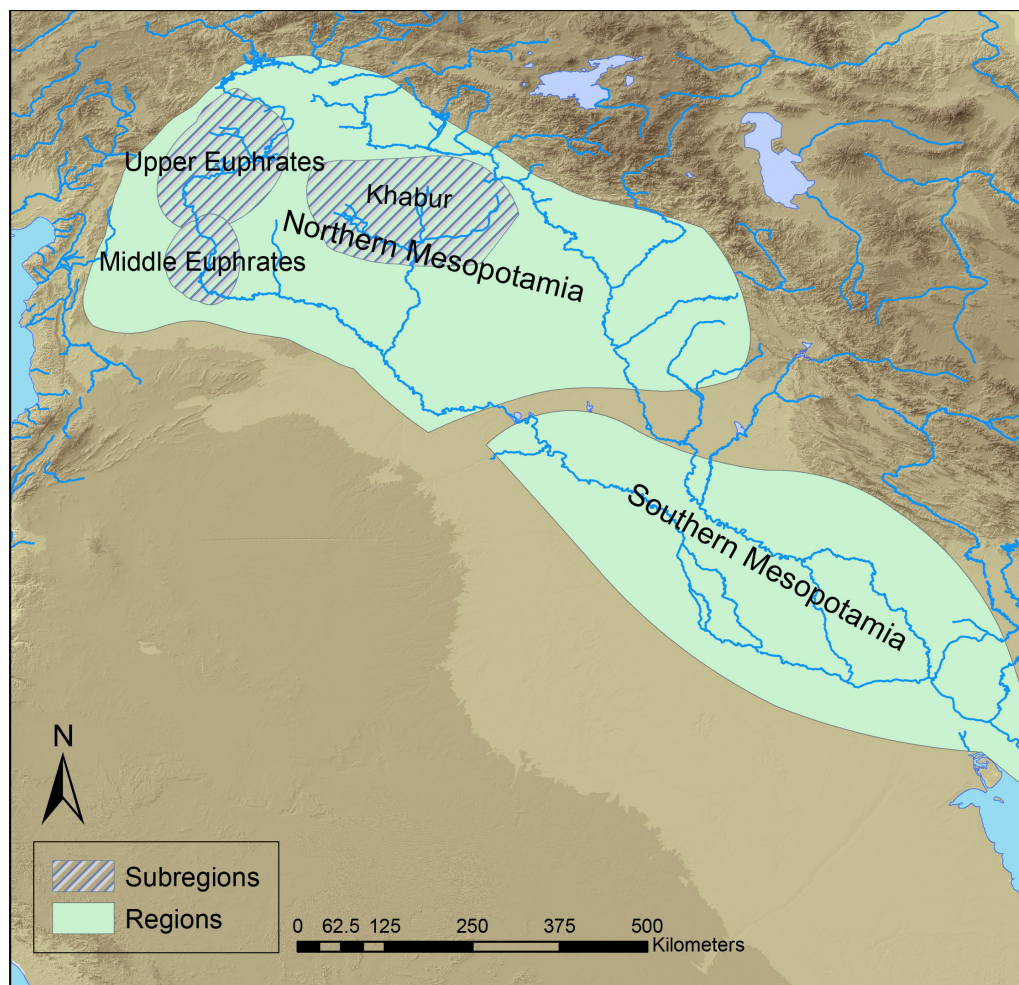 Upper Euphrates
Khabur
Northern Mesopotamia
Middle Euphrates
Southern Mesopotamia
N
Subregions
Regions
0 62.5 125 250 375 500
Kilometers